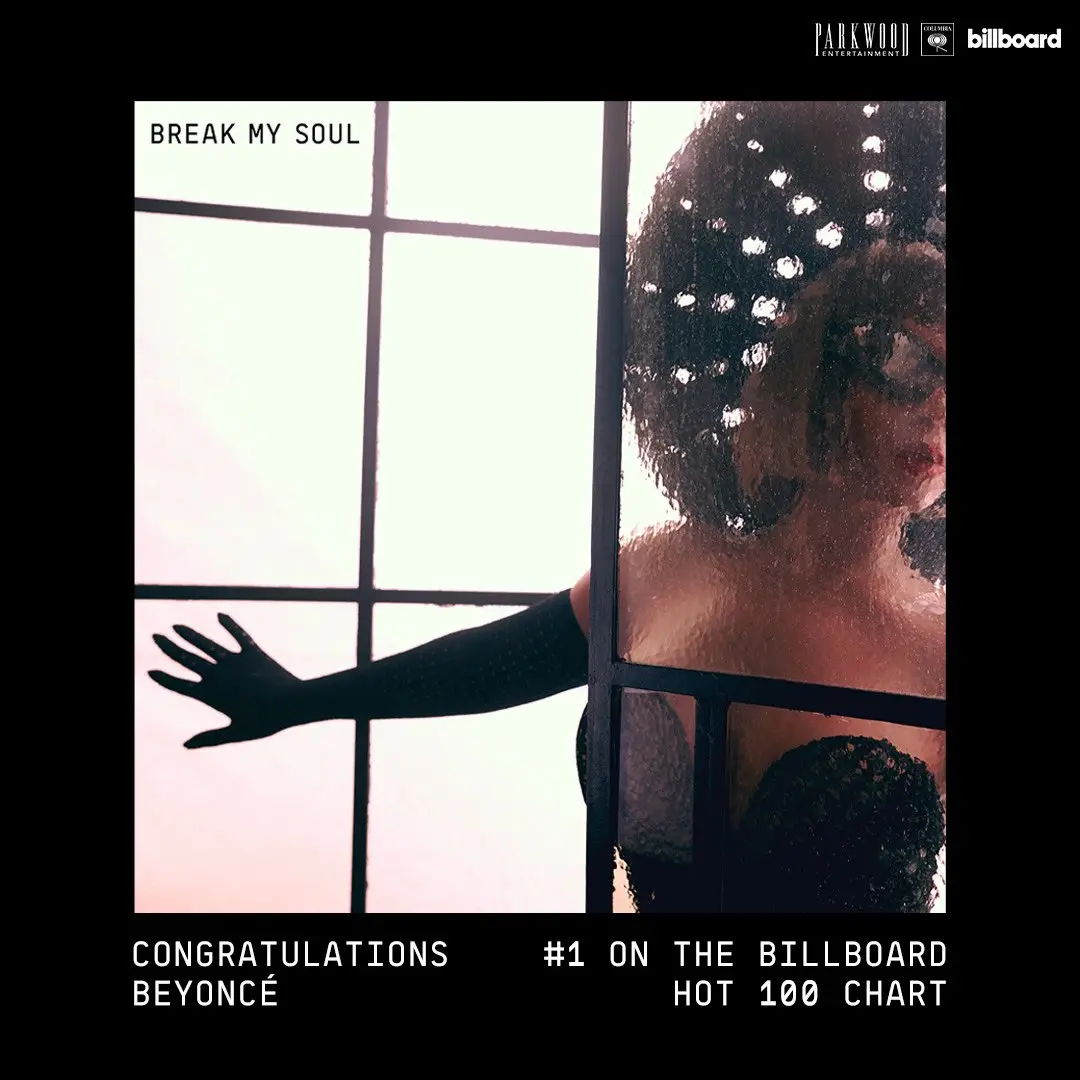 PARKWOOD
ENTERTAINMENT
COLUMBIA
billboard
BREAK MY SOUL
CONGRATULATIONS
BEYONCÉ
#1 ON THE BILLBOARD
HOT 100 CHART